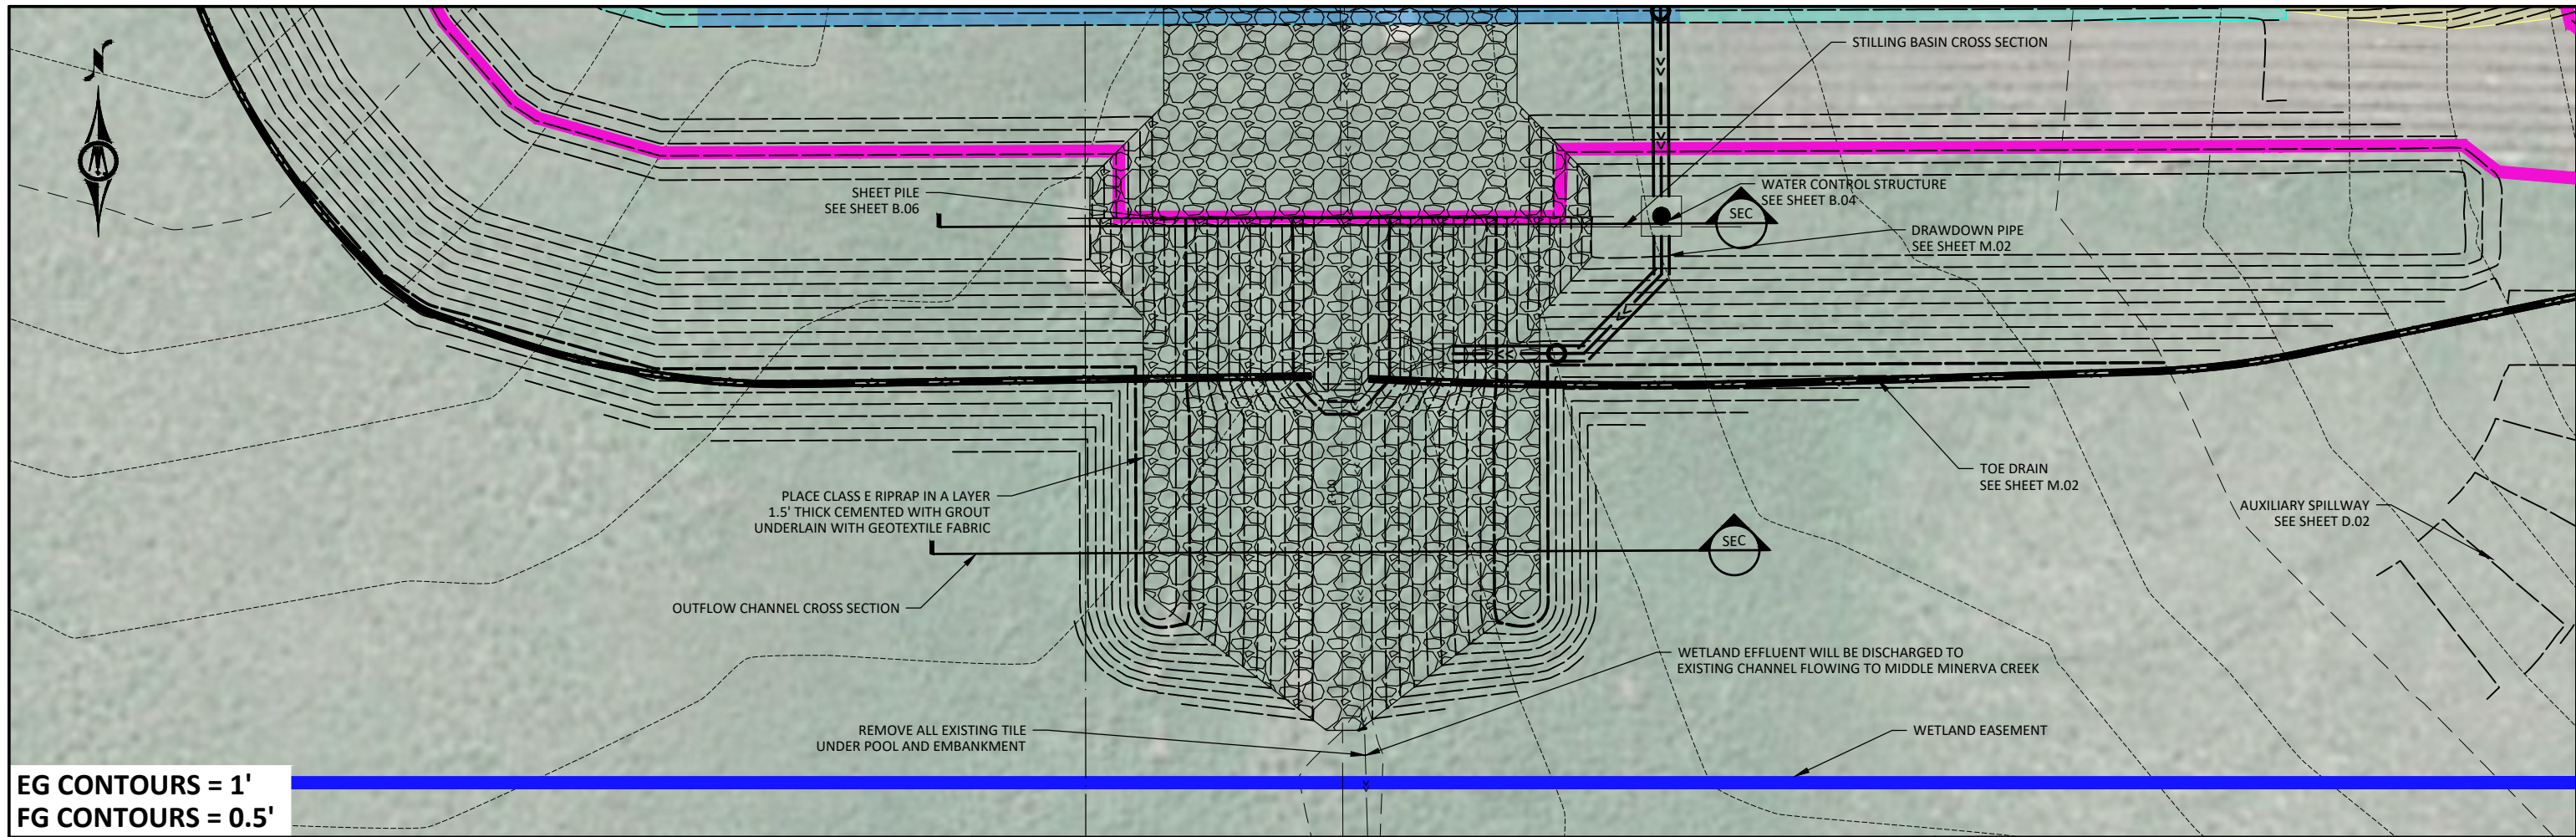 STILLING BASIN CROSS SECTION
SHEET PILE
SEE SHEET B.06
WATER CONTROL STRUCTURE
SEE SHEET B.04
SEC
DRAWDOWN PIPE
SEE SHEET M.02
TOE DRAIN
SEE SHEET M.02
PLACE CLASS E RIPRAP IN A LAYER
1.5' THICK CEMENTED WITH GROUT
UNDERLAIN WITH GEOTEXTILE FABRIC
AUXILIARY SPILLWAY
SEE SHEET D.02
SEC
OUTFLOW CHANNEL CROSS SECTION
WETLAND EFFLUENT WILL BE DISCHARGED TO
EXISTING CHANNEL FLOWING TO MIDDLE MINERVA CREEK
REMOVE ALL EXISTING TILE
UNDER POOL AND EMBANKMENT
WETLAND EASEMENT
EG CONTOURS = 1'
FG CONTOURS = 0.5'